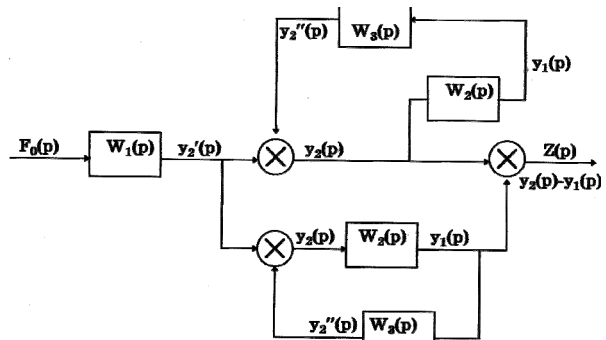 y₂''(p)
W₃(p)
y₁(p)
W₂(p)
F₀(p)
W₁(p)
y₂'(p)
y₂(p)
Z(p)
y₂(p)-y₁(p)
y₂(p)
W₂(p)
y₁(p)
y₂''(p)
W₃(p)